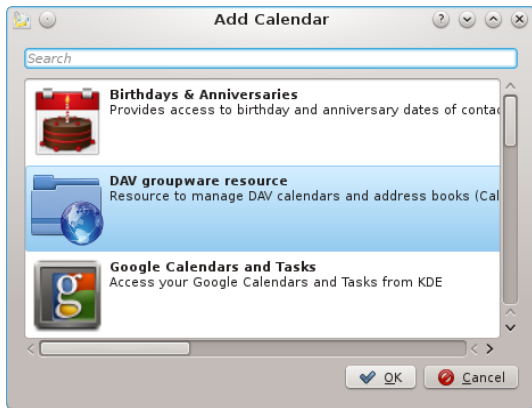 Add Calendar
Search
Birthdays & Anniversaries
Provides access to birthday and anniversary dates of contac
DAV groupware resource
Resource to manage DAV calendars and address books (Cal
Google Calendars and Tasks
Access your Google Calendars and Tasks from KDE
OK
Cancel